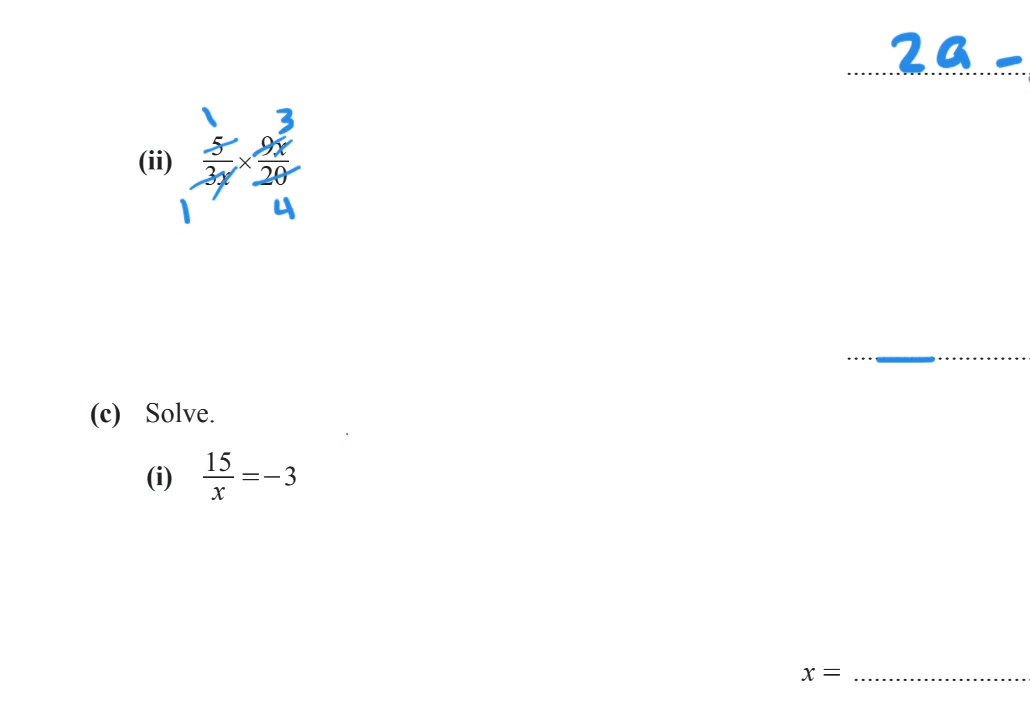 2a -
1 3
(ii) 5/3x × 9x/20
1 4
(c) Solve.
(i) 15/x = −3
x = ........................